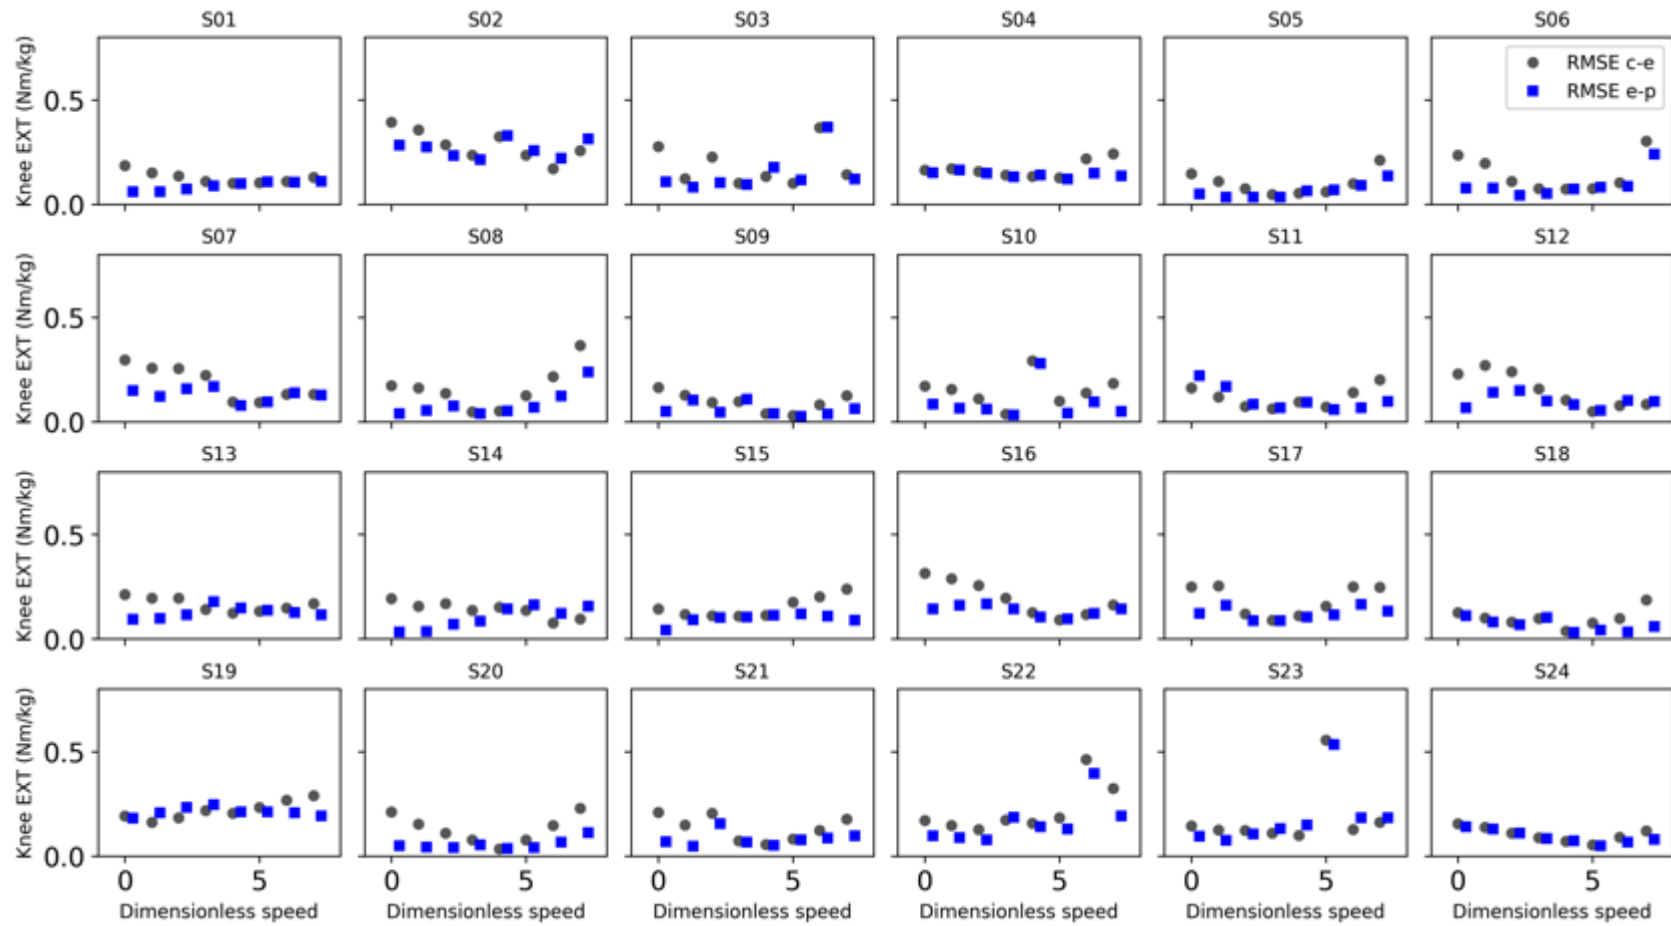 S01 S02 S03 S04 S05 S06
Knee EXT (Nm/kg)
0.5
0.0
RMSE c-e
RMSE e-p
S07 S08 S09 S10 S11 S12
Knee EXT (Nm/kg)
0.5
0.0
S13 S14 S15 S16 S17 S18
Knee EXT (Nm/kg)
0.5
0.0
S19 S20 S21 S22 S23 S24
Knee EXT (Nm/kg)
0.5
0.0
0 5 0 5 0 5 0 5 0 5 0 5
Dimensionless speed Dimensionless speed Dimensionless speed Dimensionless speed Dimensionless speed Dimensionless speed